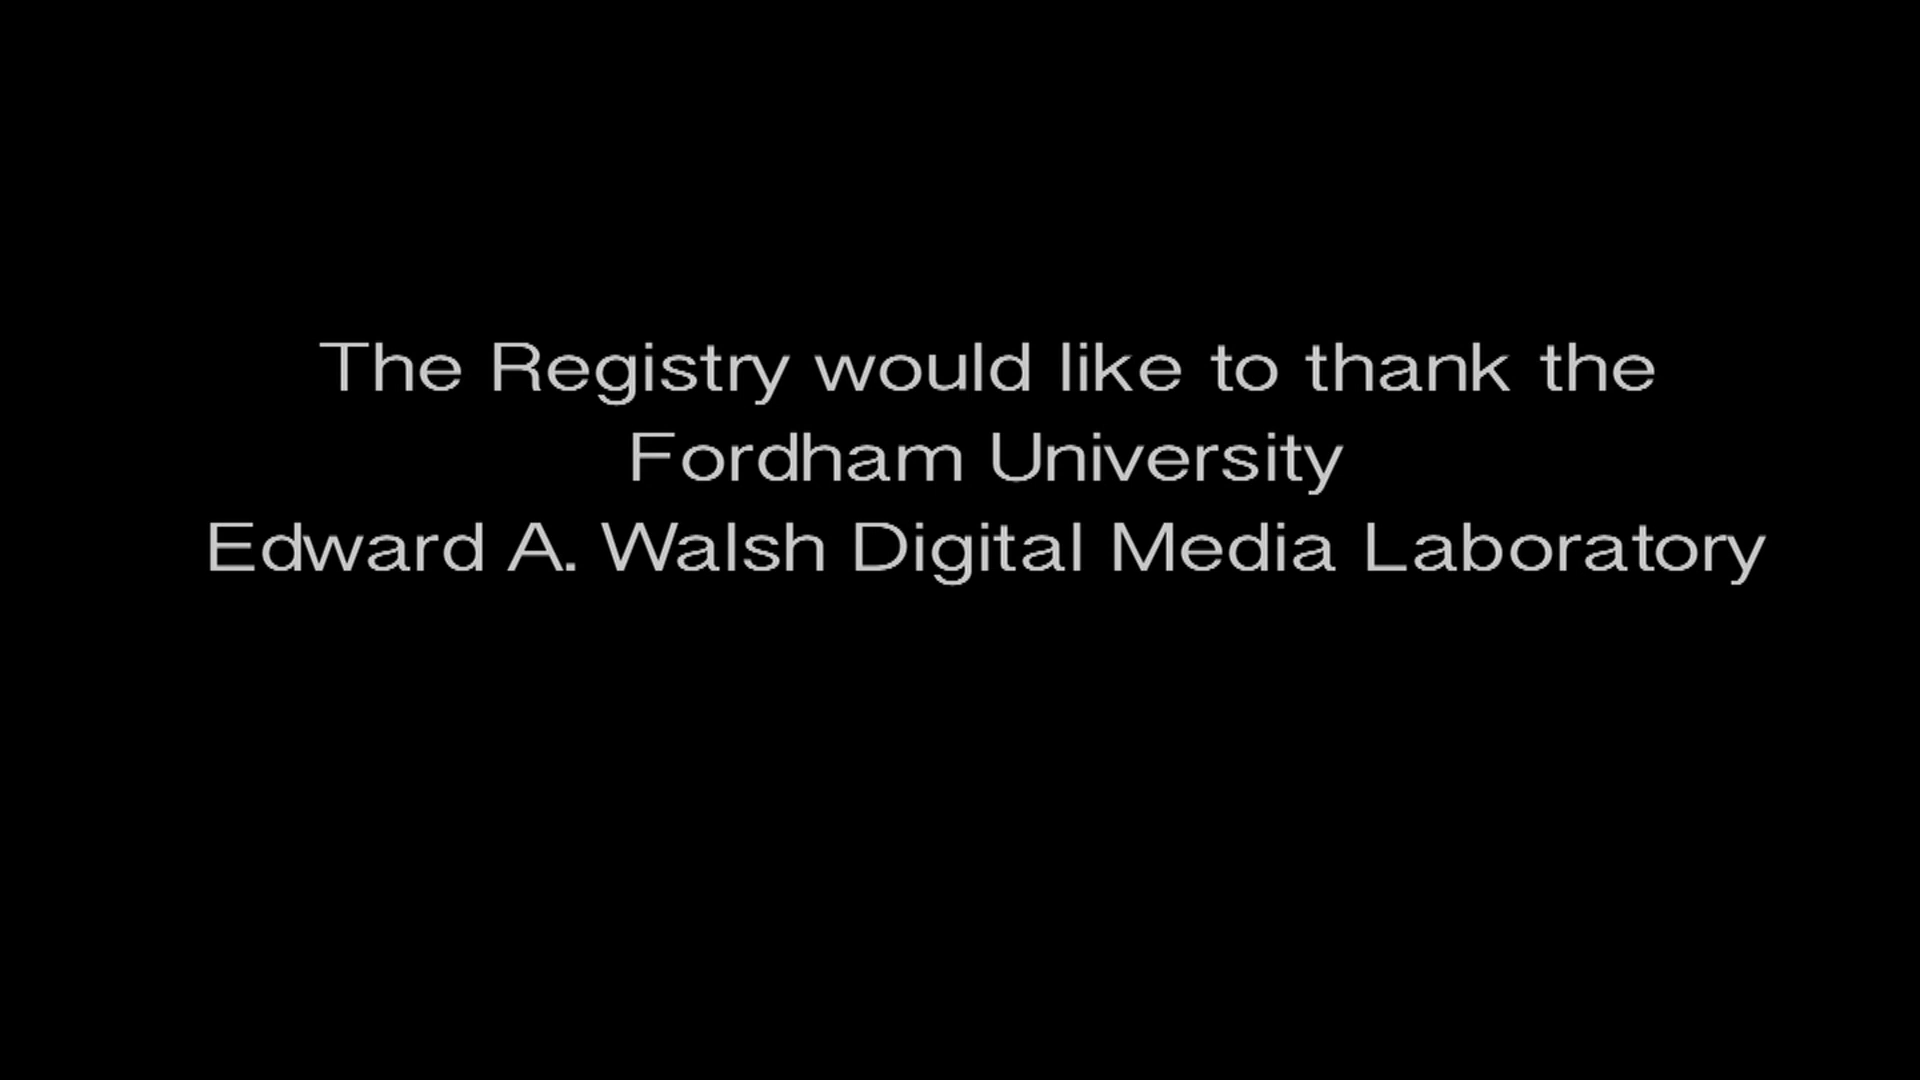 The Registry would like to thank the
Fordham University
Edward A. Walsh Digital Media Laboratory